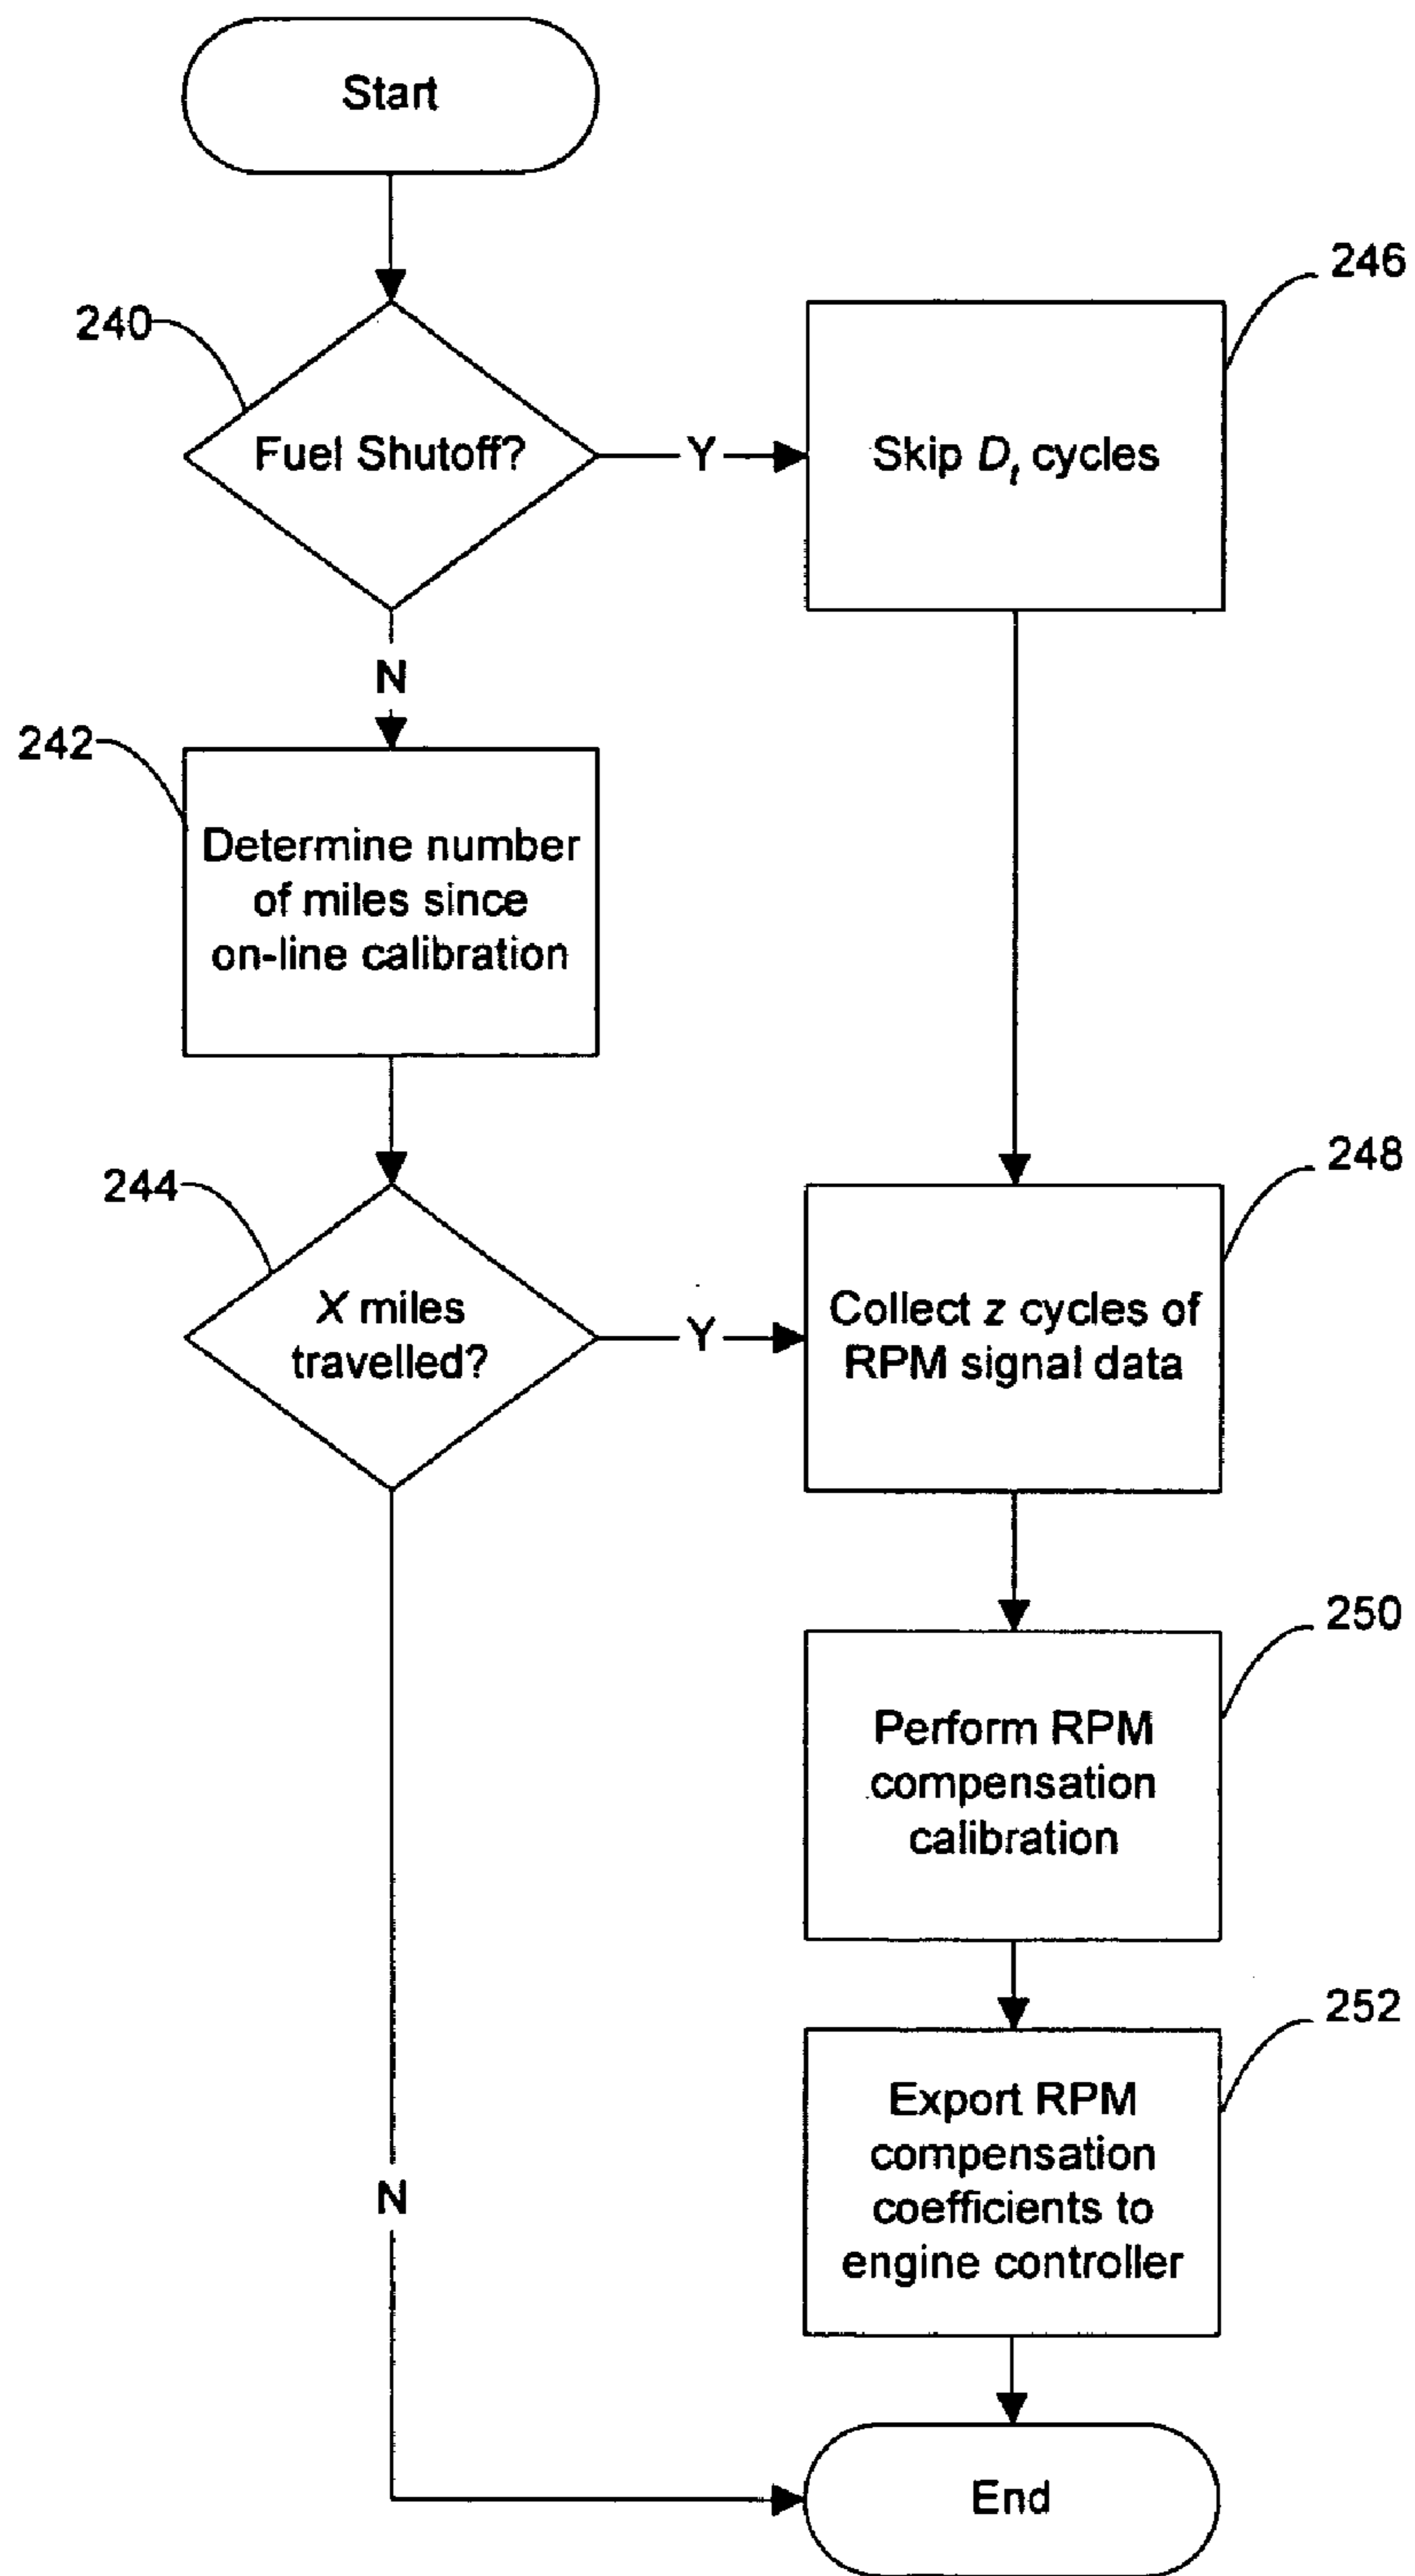 Start
246
240
Fuel Shutoff?
Y
Skip Dt cycles
N
242
Determine number
of miles since
on-line calibration
248
244
X miles
travelled?
Y
Collect z cycles of
RPM signal data
250
Perform RPM
compensation
calibration
252
Export RPM
compensation
coefficients to
engine controller
N
End